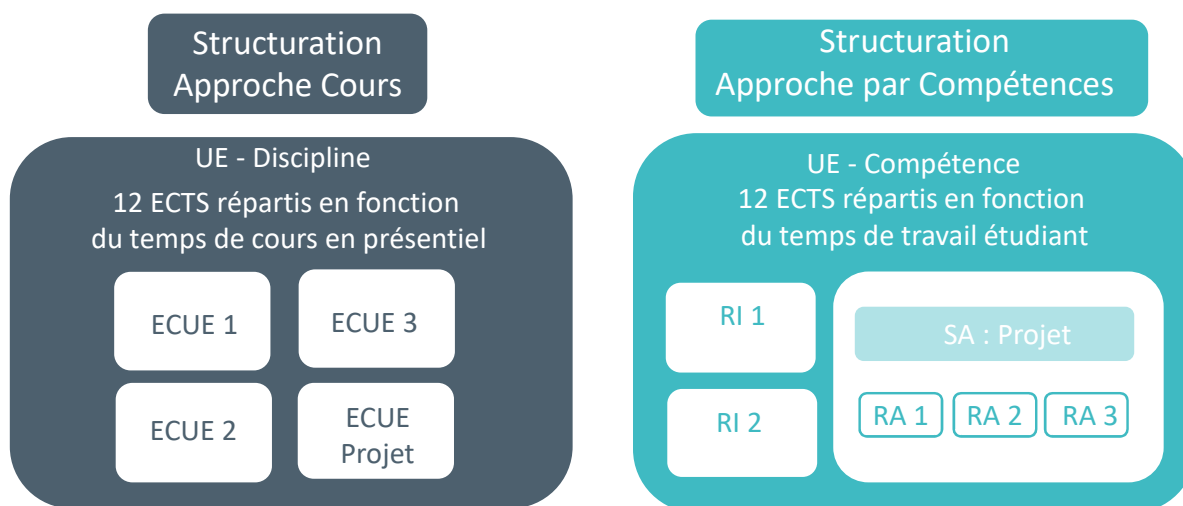 Structuration
Approche Cours
UE - Discipline
12 ECTS répartis en fonction
du temps de cours en présentiel
ECUE 1
ECUE 3
ECUE 2
ECUE
Projet
Structuration
Approche par Compétences
UE - Compétence
12 ECTS répartis en fonction
du temps de travail étudiant
RI 1
SA : Projet
RI 2
RA 1
RA 2
RA 3